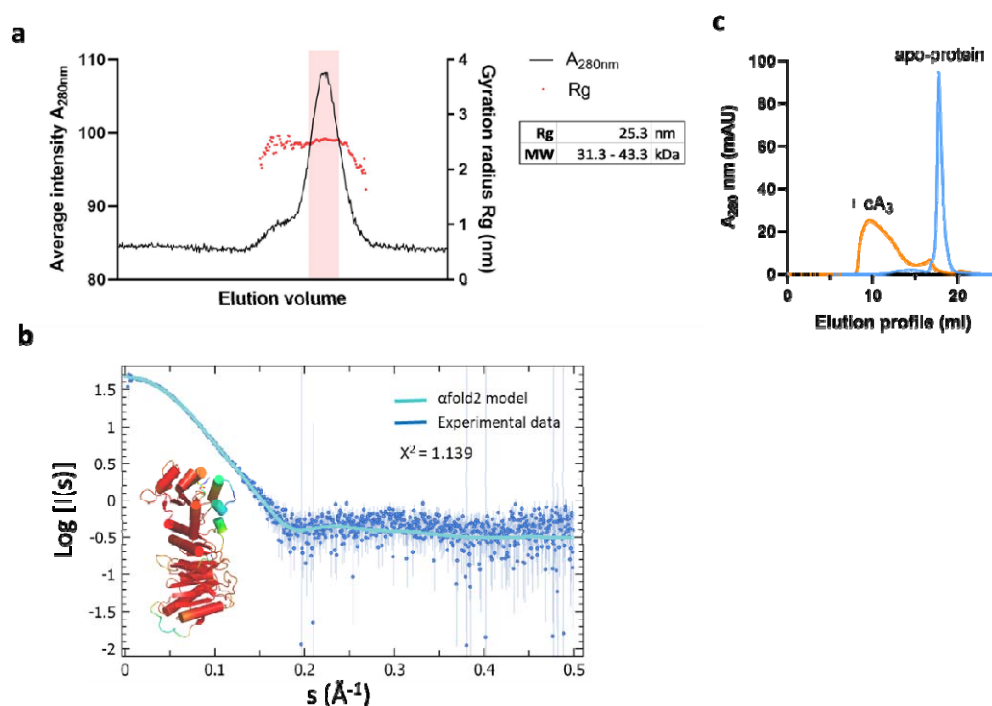 a
Average intensity A280nm
110
100
90
80
Gyration radius Rg (nm)
4
3
2
1
0
Elution volume
A280nm
Rg
Rg 25.3 nm
MW 31.3 - 43.3 kDa
c
apo-protein
A280 nm (mAU)
100
80
60
40
20
0
cA3
0 10 20
Elution profile (ml)
b
Log [I(s)]
1.5
1
0.5
0
-0.5
-1
-1.5
-2
αfold2 model
Experimental data
X² = 1.139
0 0.1 0.2 0.3 0.4 0.5
s (Å⁻¹)